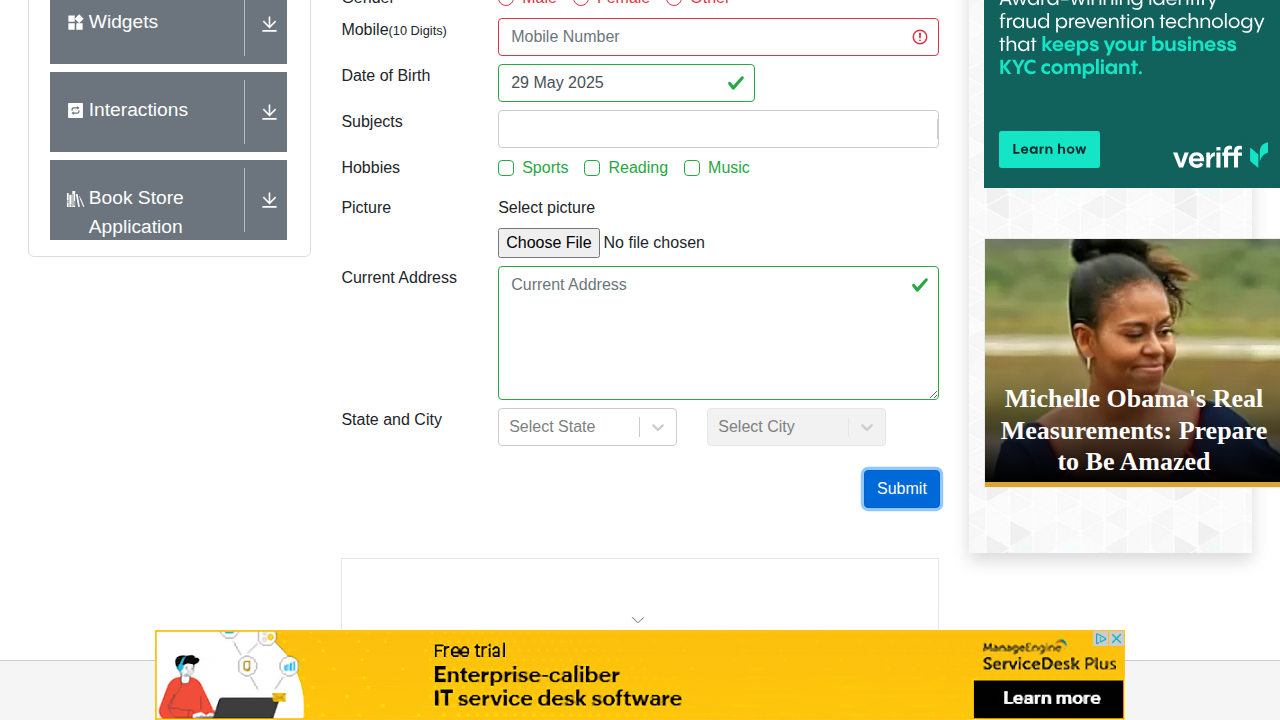 Widgets
Interactions
Book Store
Application
Gender
Male
Female
Other
Mobile(10 Digits)
Mobile Number
Date of Birth
29 May 2025
Subjects
Hobbies
Sports
Reading
Music
Picture
Select picture
Choose File No file chosen
Current Address
Current Address
State and City
Select State
Select City
Submit
Award-winning identity
fraud prevention technology
that keeps your business
KYC compliant.
Learn how
veriff
Michelle Obama's Real
Measurements: Prepare
to Be Amazed
Free trial
Enterprise-caliber
IT service desk software
ManageEngine
ServiceDesk Plus
Learn more